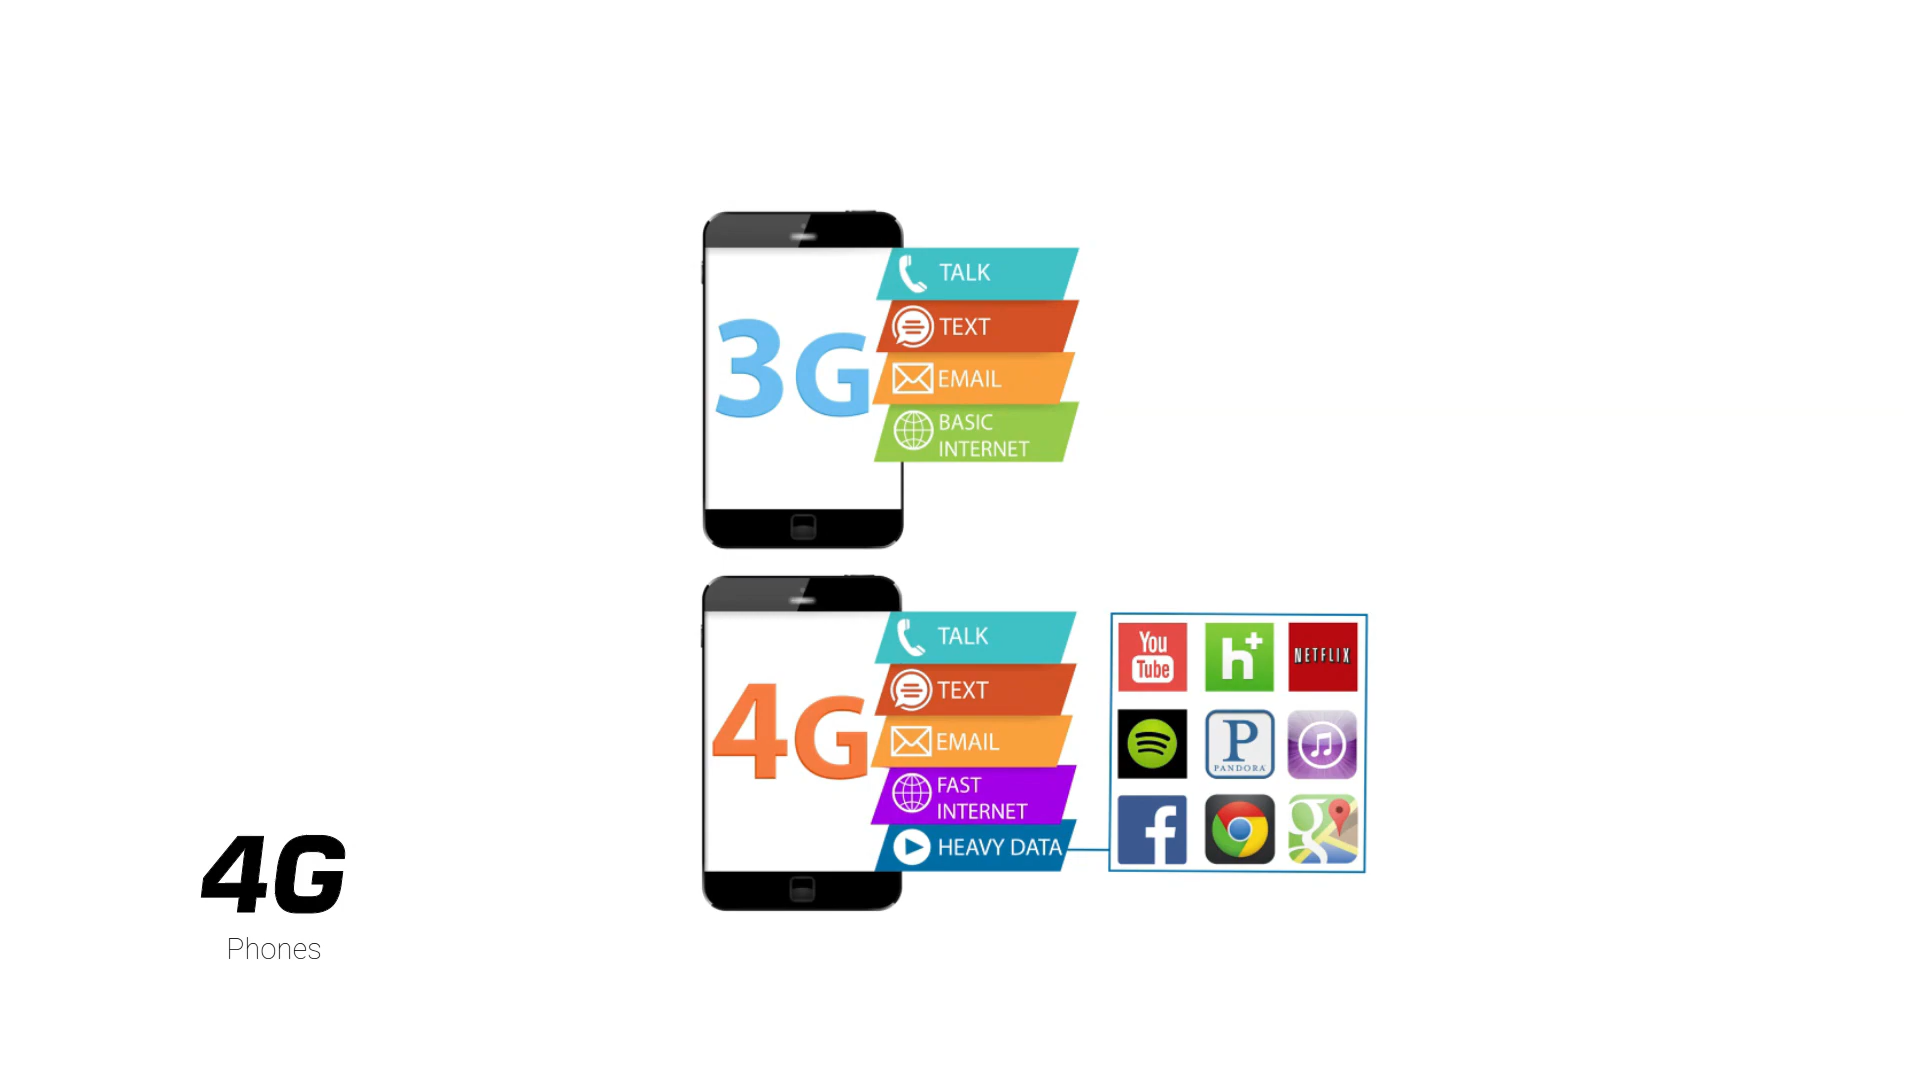 3G
TALK
TEXT
EMAIL
BASIC
INTERNET
4G
TALK
TEXT
EMAIL
FAST
INTERNET
HEAVY DATA
You
Tube
h+
NETFLIX
P
PANDORA
f
g
4G
Phones